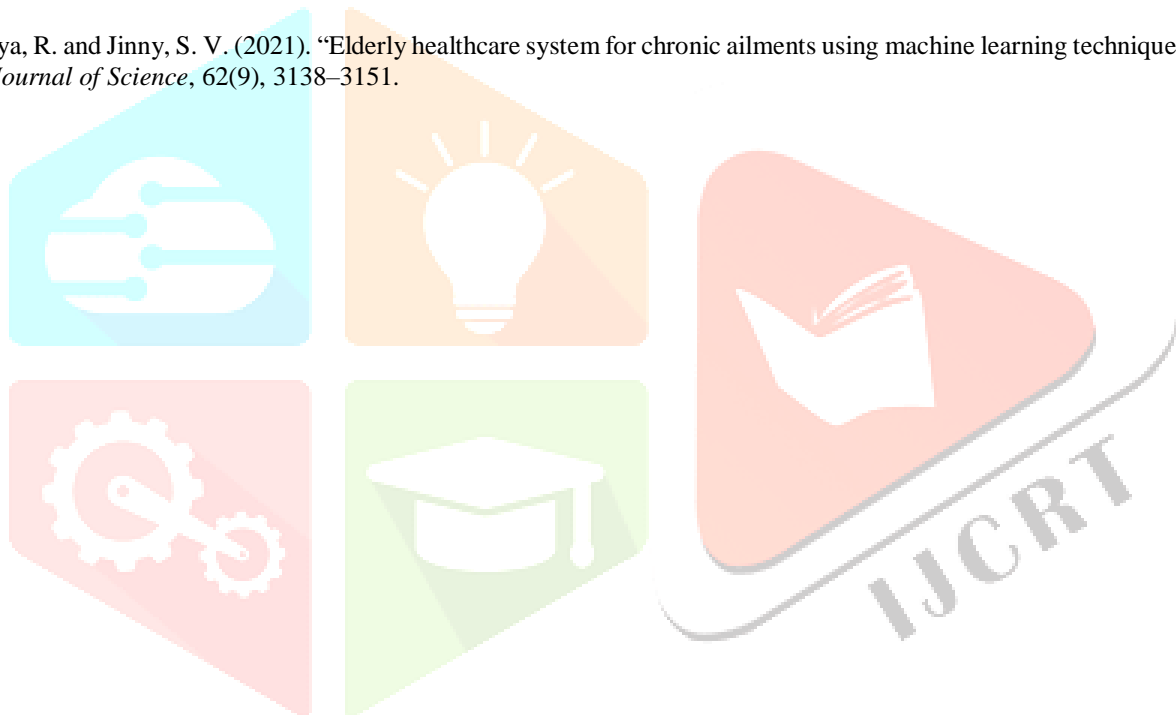 ya, R. and Jinny, S. V. (2021). “Elderly healthcare system for chronic ailments using machine learning technique
Journal of Science, 62(9), 3138–3151.
IJCRT